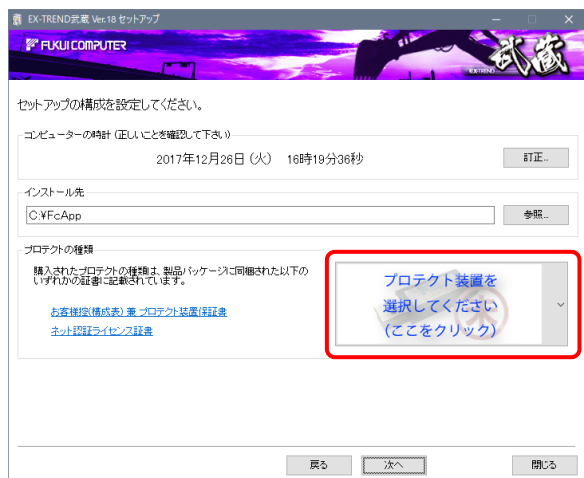 EX-TREND武蔵 Ver.18 セットアップ
FUKUI COMPUTER
EX-TREND
武蔵
セットアップの構成を設定してください。
コンピューターの時計 (正しいことを確認して下さい)
2017年12月26日 (火) 16時19分36秒
訂正...
インストール先
C:¥FcApp
参照...
プロテクトの種類
購入されたプロテクトの種類は、製品パッケージに同梱された以下の
いずれかの証書に記載されています。
プロテクト装置を
選択してください
(ここをクリック)
お客様控(構成表) 兼 プロテクト装置保証書
ネット認証ライセンス証書
戻る
次へ
閉じる